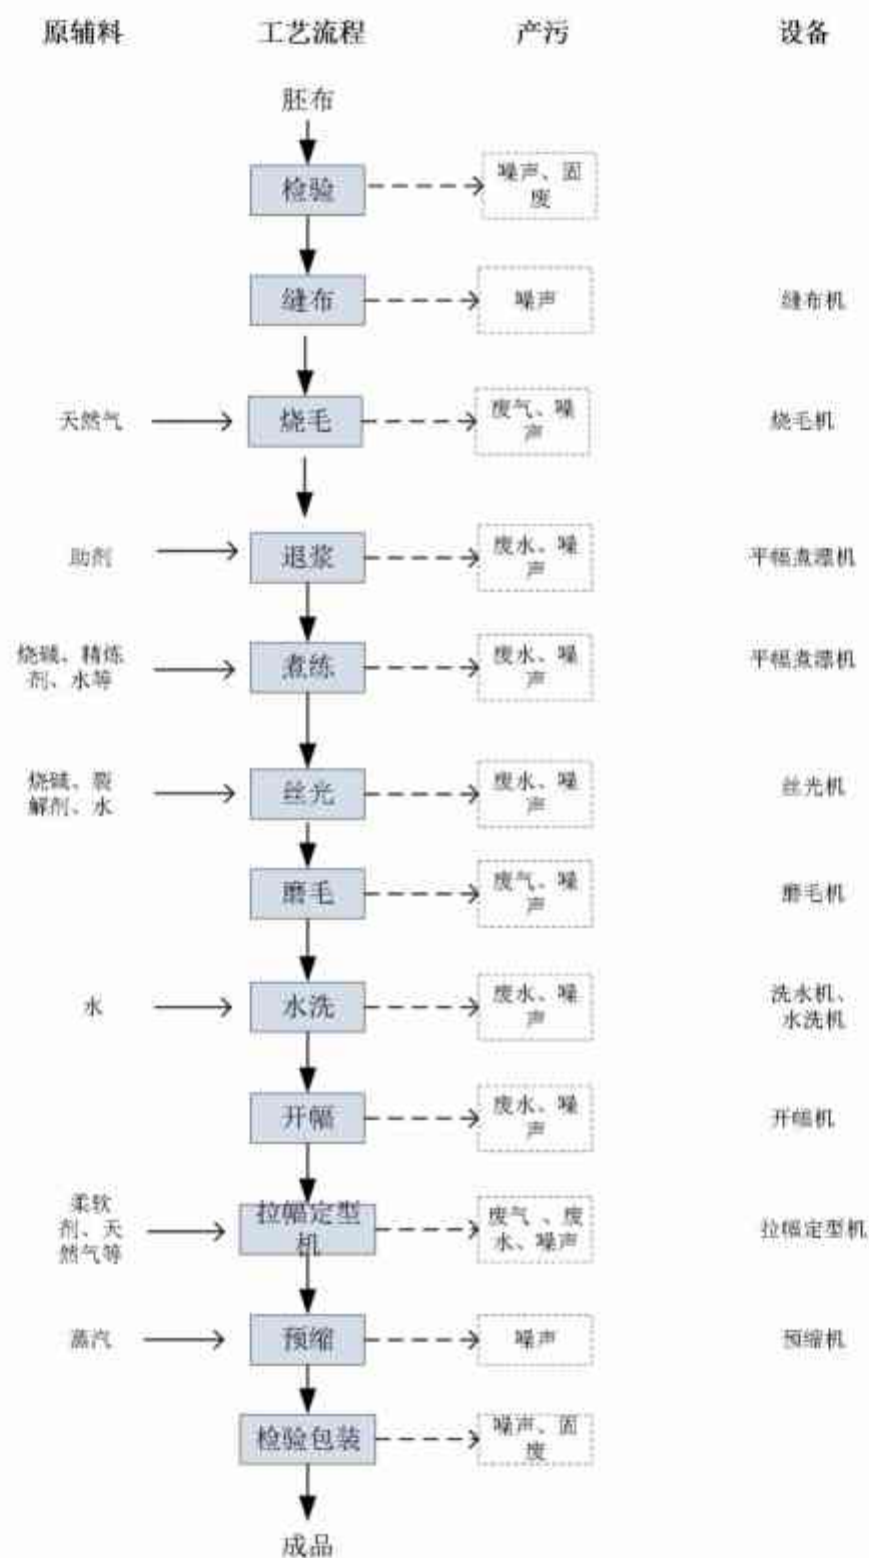 原辅料 工艺流程 产污 设备
胚布
检验 噪声、固
废
缝布 噪声 缝布机
天然气 烧毛 废气、噪
声 烧毛机
助剂 退浆 废水、噪
声 平幅煮漂机
烧碱、精炼
剂、水等 煮练 废水、噪
声 平幅煮漂机
烧碱、裂
解剂、水 丝光 废水、噪
声 丝光机
磨毛 废气、噪
声 磨毛机
水 水洗 废水、噪
声 洗水机、
水洗机
开幅 废水、噪
声 开幅机
柔软
剂、天
然气等 拉幅定型
机 废气 、废
水、噪声 拉幅定型机
蒸汽 预缩 噪声 预缩机
检验包装 噪声、固
废
成品